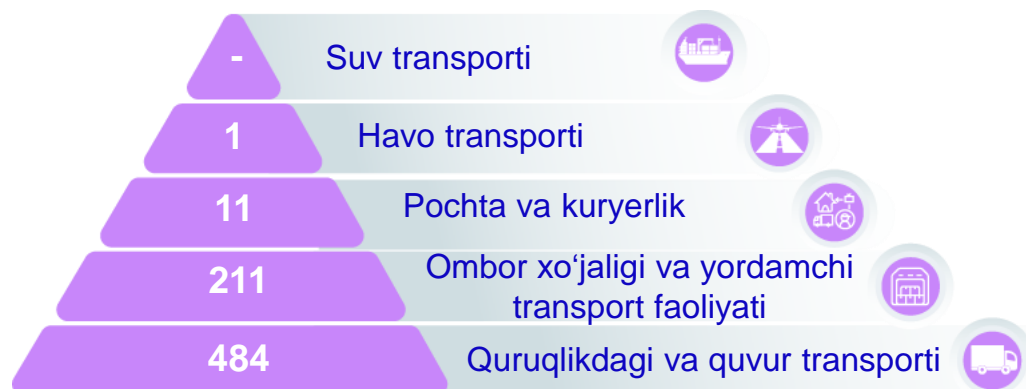 -
Suv transporti
1
Havo transporti
11
Pochta va kuryerlik
211
Ombor xo‘jaligi va yordamchi
transport faoliyati
484
Quruqlikdagi va quvur transporti